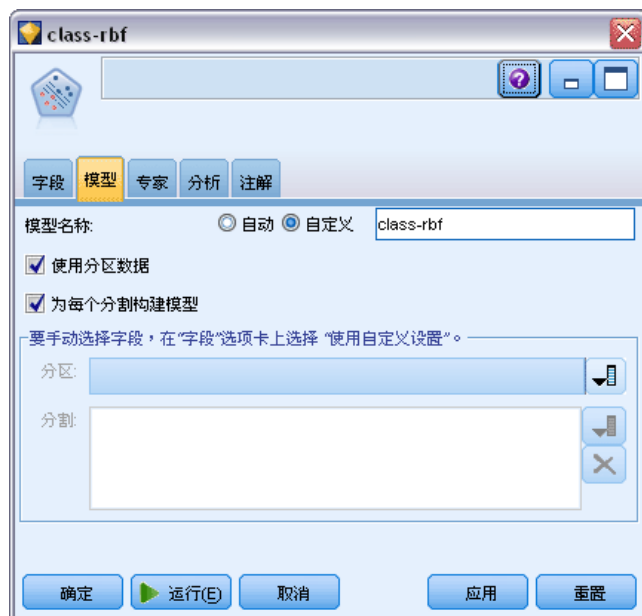 class-rbf
字段 模型 专家 分析 注解
模型名称: 自动 自定义 class-rbf
使用分区数据
为每个分割构建模型
要手动选择字段，在“字段”选项卡上选择 “使用自定义设置”。
分区:
分割:
确定 运行(E) 取消 应用 重置